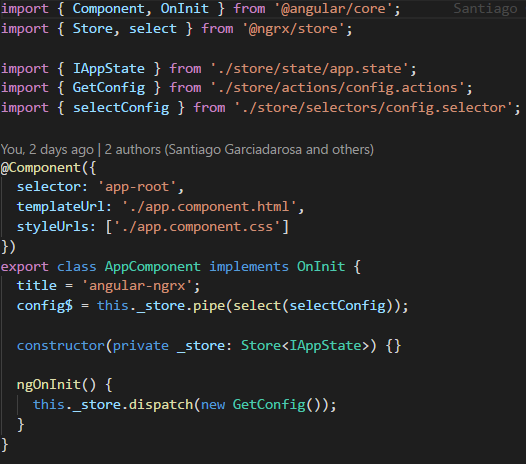 import { Component, OnInit } from '@angular/core'; Santiago
import { Store, select } from '@ngrx/store';
import { IAppState } from './store/state/app.state';
import { GetConfig } from './store/actions/config.actions';
import { selectConfig } from './store/selectors/config.selector';
You, 2 days ago | 2 authors (Santiago Garciadarosa and others)
@Component({
  selector: 'app-root',
  templateUrl: './app.component.html',
  styleUrls: ['./app.component.css']
})
export class AppComponent implements OnInit {
  title = 'angular-ngrx';
  config$ = this._store.pipe(select(selectConfig));
  constructor(private _store: Store<IAppState>) {}
  ngOnInit() {
    this._store.dispatch(new GetConfig());
  }
}